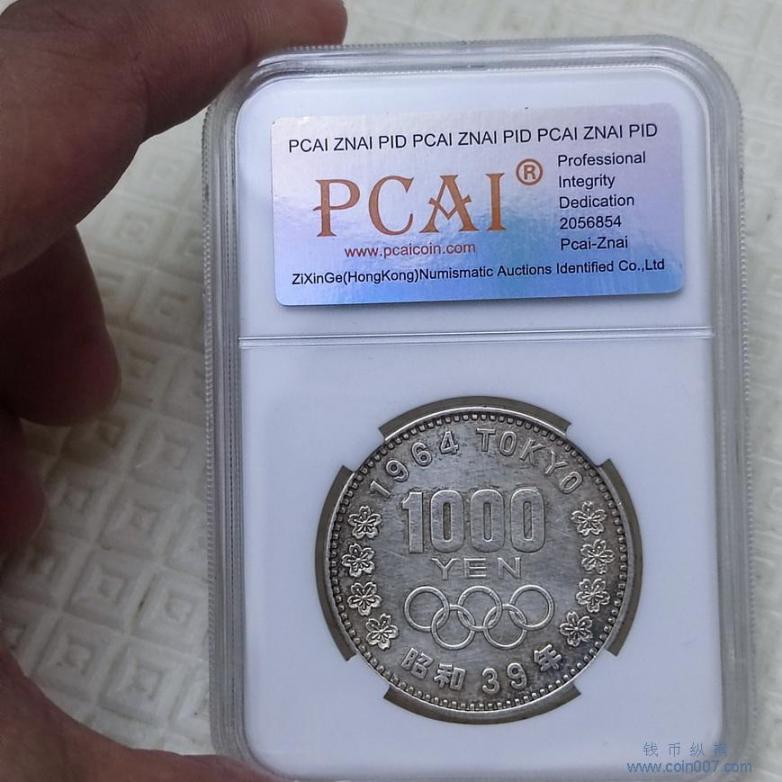 PCAI ZNAI PID PCAI ZNAI PID PCAI ZNAI PID
PCAI®
www.pcaicoin.com
Professional
Integrity
Dedication
2056854
Pcai-Znai
ZiXinGe(HongKong)Numismatic Auctions Identified Co.,Ltd
1964 TOKYO
1000
YEN
昭和 39年
钱币纵横
www.coin007.com